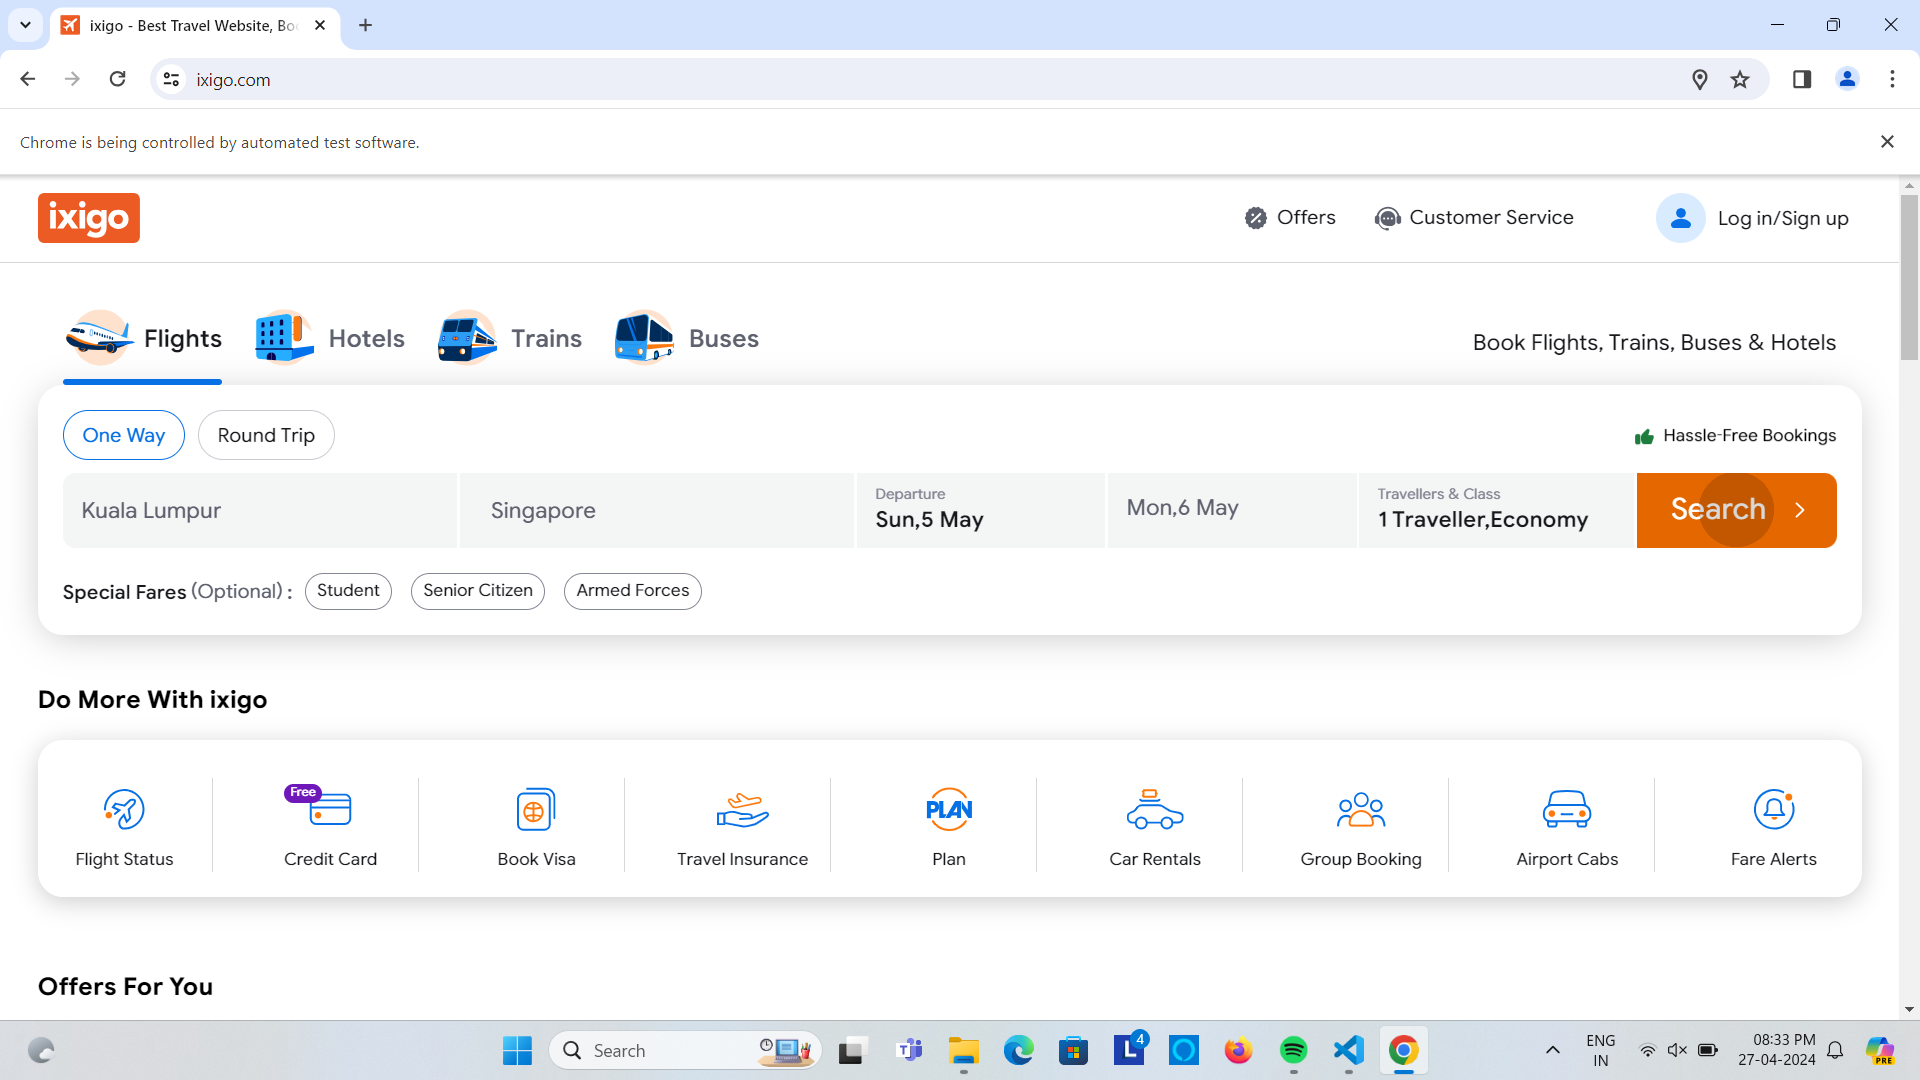 ixigo - Best Travel Website, Bo
ixigo.com
Chrome is being controlled by automated test software.
ixigo
Offers
Customer Service
Log in/Sign up
Flights
Hotels
Trains
Buses
Book Flights, Trains, Buses & Hotels
One Way
Round Trip
Hassle-Free Bookings
Kuala Lumpur
Singapore
Departure
Sun,5 May
Mon,6 May
Travellers & Class
1 Traveller,Economy
Search
Special Fares (Optional) :
Student
Senior Citizen
Armed Forces
Do More With ixigo
Flight Status
Free
Credit Card
Book Visa
Travel Insurance
PLAN
Plan
Car Rentals
Group Booking
Airport Cabs
Fare Alerts
Offers For You
Search
L
4
ENG
IN
08:33 PM
27-04-2024
PRE